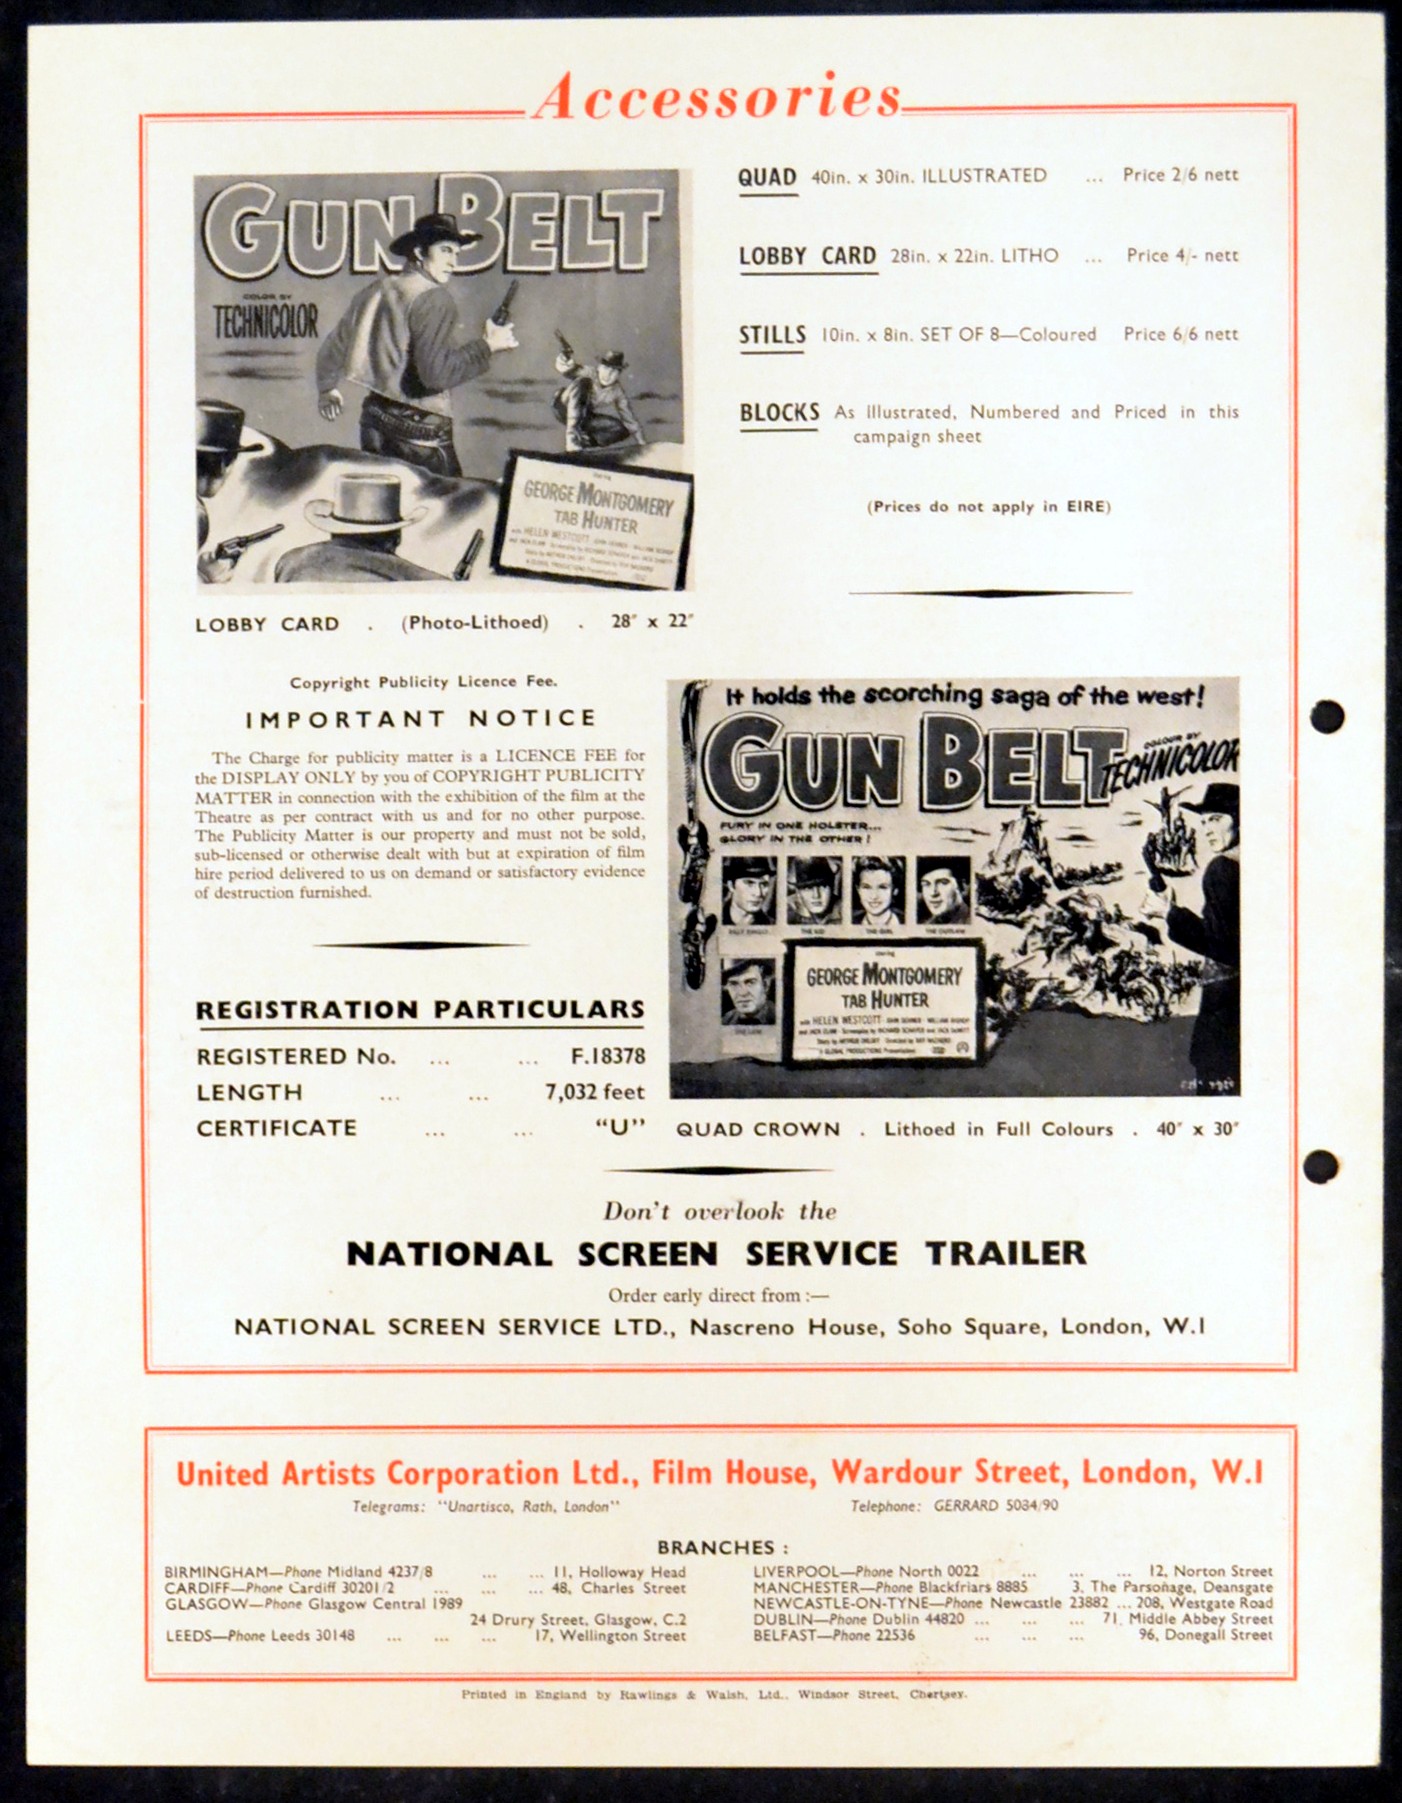 Accessories
GUN BELT
COLOR BY
TECHNICOLOR
starring
GEORGE MONTGOMERY
TAB HUNTER
with HELEN WESTCOTT
LOBBY CARD . (Photo-Lithoed) . 28″ x 22″
QUAD 40in. x 30in. ILLUSTRATED ... Price 2/6 nett
LOBBY CARD 28in. x 22in. LITHO ... Price 4/- nett
STILLS 10in. x 8in. SET OF 8—Coloured Price 6/6 nett
BLOCKS As Illustrated, Numbered and Priced in this
campaign sheet
(Prices do not apply in EIRE)
Copyright Publicity Licence Fee.
IMPORTANT NOTICE
The Charge for publicity matter is a LICENCE FEE for
the DISPLAY ONLY by you of COPYRIGHT PUBLICITY
MATTER in connection with the exhibition of the film at the
Theatre as per contract with us and for no other purpose.
The Publicity Matter is our property and must not be sold,
sub-licensed or otherwise dealt with but at expiration of film
hire period delivered to us on demand or satisfactory evidence
of destruction furnished.
REGISTRATION PARTICULARS
REGISTERED No. ... ... F.18378
LENGTH ... ... 7,032 feet
CERTIFICATE ... ... “U”
It holds the scorching saga of the west!
GUN BELT
COLOUR BY
TECHNICOLOR
FURY IN ONE HOLSTER...
GLORY IN THE OTHER!
THE KID
THE GIRL
THE OUTLAW
starring
GEORGE MONTGOMERY
TAB HUNTER
with HELEN WESTCOTT
QUAD CROWN . Lithoed in Full Colours . 40″ x 30″
Don't overlook the
NATIONAL SCREEN SERVICE TRAILER
Order early direct from :—
NATIONAL SCREEN SERVICE LTD., Nascreno House, Soho Square, London, W.I
United Artists Corporation Ltd., Film House, Wardour Street, London, W.I
Telegrams: “Unartisco, Rath, London” Telephone: GERRARD 5084/90
BRANCHES :
BIRMINGHAM—Phone Midland 4237/8 ... ... 11, Holloway Head
CARDIFF—Phone Cardiff 30201/2 ... ... ... 48, Charles Street
GLASGOW—Phone Glasgow Central 1989
24 Drury Street, Glasgow, C.2
LEEDS—Phone Leeds 30148 ... ... ... 17, Wellington Street
LIVERPOOL—Phone North 0022 ... ... ... 12, Norton Street
MANCHESTER—Phone Blackfriars 8885 3, The Parsonage, Deansgate
NEWCASTLE-ON-TYNE—Phone Newcastle 23882 ... 208, Westgate Road
DUBLIN—Phone Dublin 44820 ... ... ... 71, Middle Abbey Street
BELFAST—Phone 22536 ... ... ... 96, Donegall Street
Printed in England by Rawlings & Walsh, Ltd., Windsor Street, Chertsey.